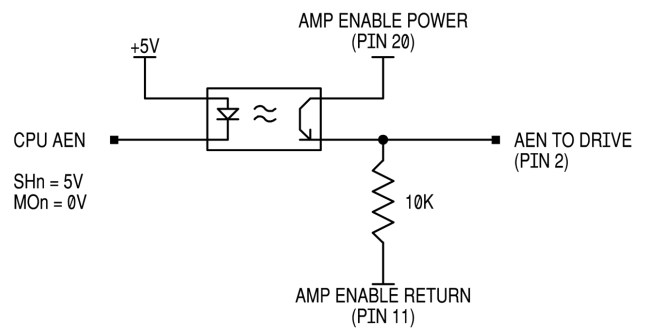 AMP ENABLE POWER
(PIN 20)
+5V
CPU AEN
AEN TO DRIVE
(PIN 2)
SHn = 5V
MOn = 0V
10K
AMP ENABLE RETURN
(PIN 11)